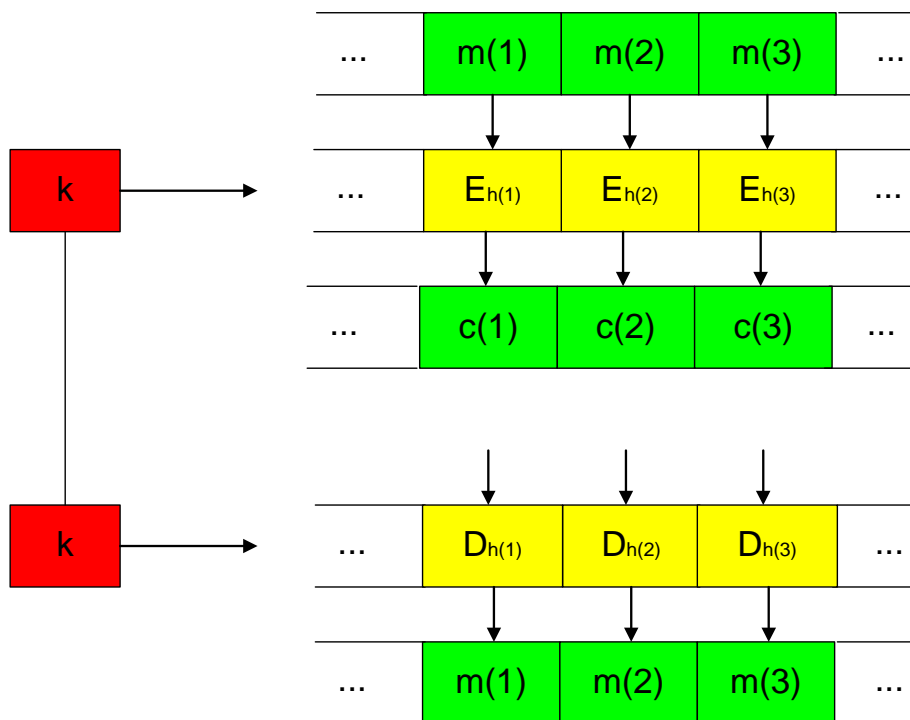 ... m(1) m(2) m(3) ...
k ... Eh(1) Eh(2) Eh(3) ...
... c(1) c(2) c(3) ...
k ... Dh(1) Dh(2) Dh(3) ...
... m(1) m(2) m(3) ...